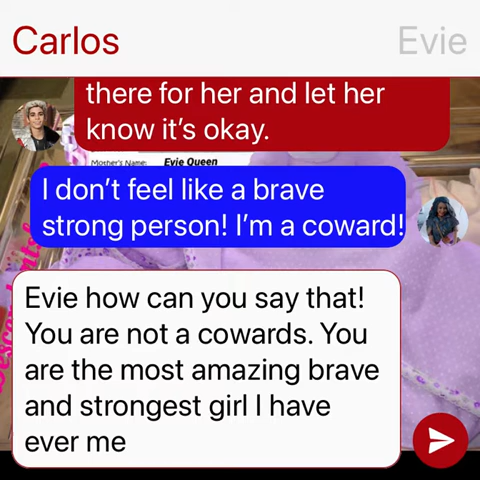 Carlos
Evie
there for her and let her
know it's okay.
Mother's Name: Evie Queen
I don't feel like a brave
strong person! I'm a coward!
Evie how can you say that!
You are not a cowards. You
are the most amazing brave
and strongest girl I have
ever me